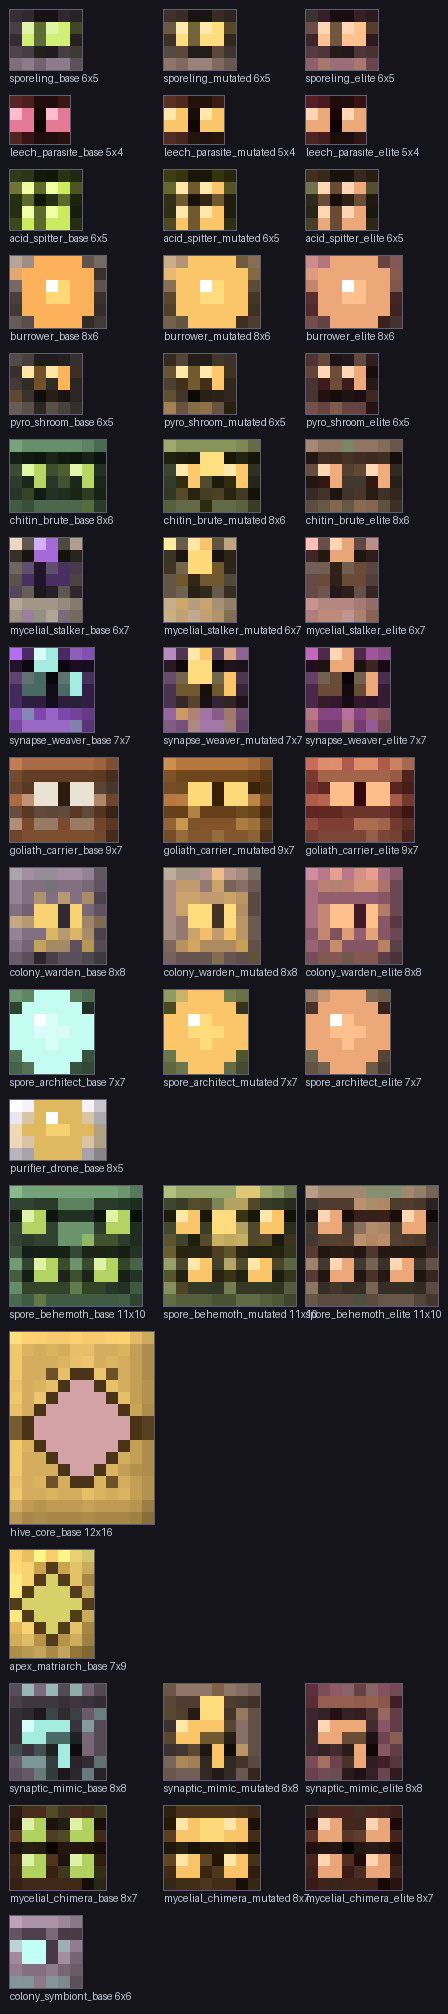 sporeling_base 6x5 sporeling_mutated 6x5 sporeling_elite 6x5
leech_parasite_base 5x4 leech_parasite_mutated 5x4 leech_parasite_elite 5x4
acid_spitter_base 6x5 acid_spitter_mutated 6x5 acid_spitter_elite 6x5
burrower_base 8x6 burrower_mutated 8x6 burrower_elite 8x6
pyro_shroom_base 6x5 pyro_shroom_mutated 6x5 pyro_shroom_elite 6x5
chitin_brute_base 8x6 chitin_brute_mutated 8x6 chitin_brute_elite 8x6
mycelial_stalker_base 6x7 mycelial_stalker_mutated 6x7 mycelial_stalker_elite 6x7
synapse_weaver_base 7x7 synapse_weaver_mutated 7x7 synapse_weaver_elite 7x7
goliath_carrier_base 9x7 goliath_carrier_mutated 9x7 goliath_carrier_elite 9x7
colony_warden_base 8x8 colony_warden_mutated 8x8 colony_warden_elite 8x8
spore_architect_base 7x7 spore_architect_mutated 7x7 spore_architect_elite 7x7
purifier_drone_base 8x5
spore_behemoth_base 11x10 spore_behemoth_mutated 11x10 spore_behemoth_elite 11x10
hive_core_base 12x16
apex_matriarch_base 7x9
synaptic_mimic_base 8x8 synaptic_mimic_mutated 8x8 synaptic_mimic_elite 8x8
mycelial_chimera_base 8x7 mycelial_chimera_mutated 8x7 mycelial_chimera_elite 8x7
colony_symbiont_base 6x6